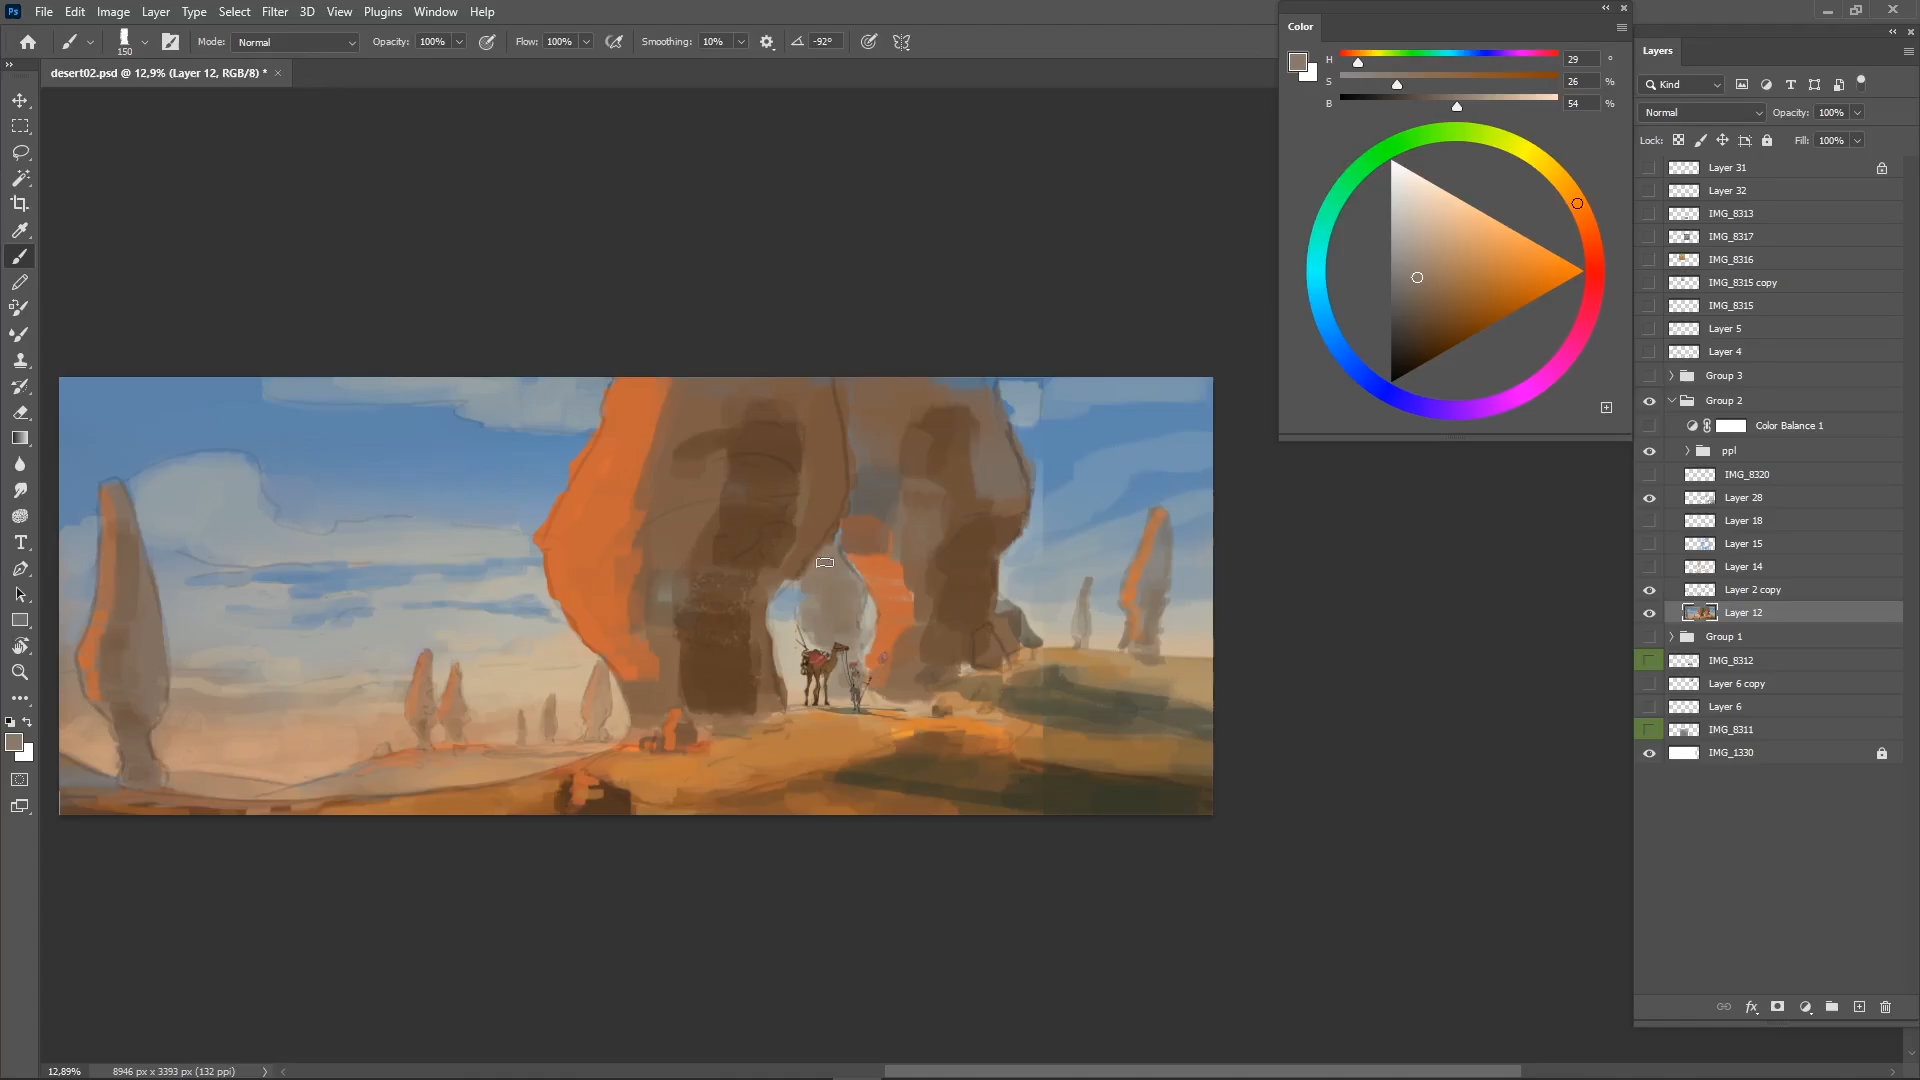 Ps File Edit Image Layer Type Select Filter 3D View Plugins Window Help
150 Mode: Normal Opacity: 100% Flow: 100% Smoothing: 10% -92°
desert02.psd @ 12,9% (Layer 12, RGB/8) * ×
Color
H 29 °
S 26 %
B 54 %
Layers
Kind
Normal Opacity: 100%
Lock: Fill: 100%
Layer 31
Layer 32
IMG_8313
IMG_8317
IMG_8316
IMG_8315 copy
IMG_8315
Layer 5
Layer 4
Group 3
Group 2
Color Balance 1
ppl
IMG_8320
Layer 28
Layer 18
Layer 15
Layer 14
Layer 2 copy
Layer 12
Group 1
IMG_8312
Layer 6 copy
Layer 6
IMG_8311
IMG_1330
fx
12,89% 8946 px x 3393 px (132 ppi)